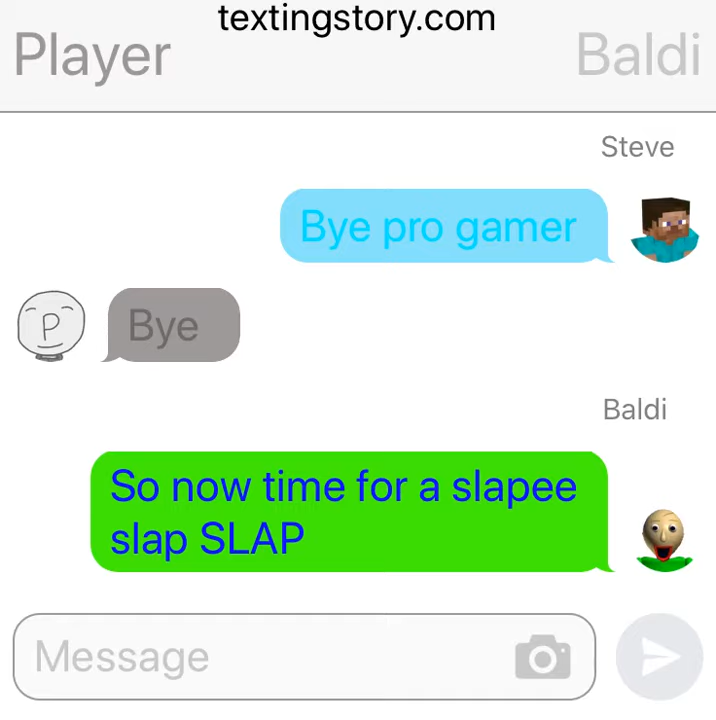 textingstory.com
Player
Baldi
Steve
Bye pro gamer
P
Bye
Baldi
So now time for a slapee
slap SLAP
Message